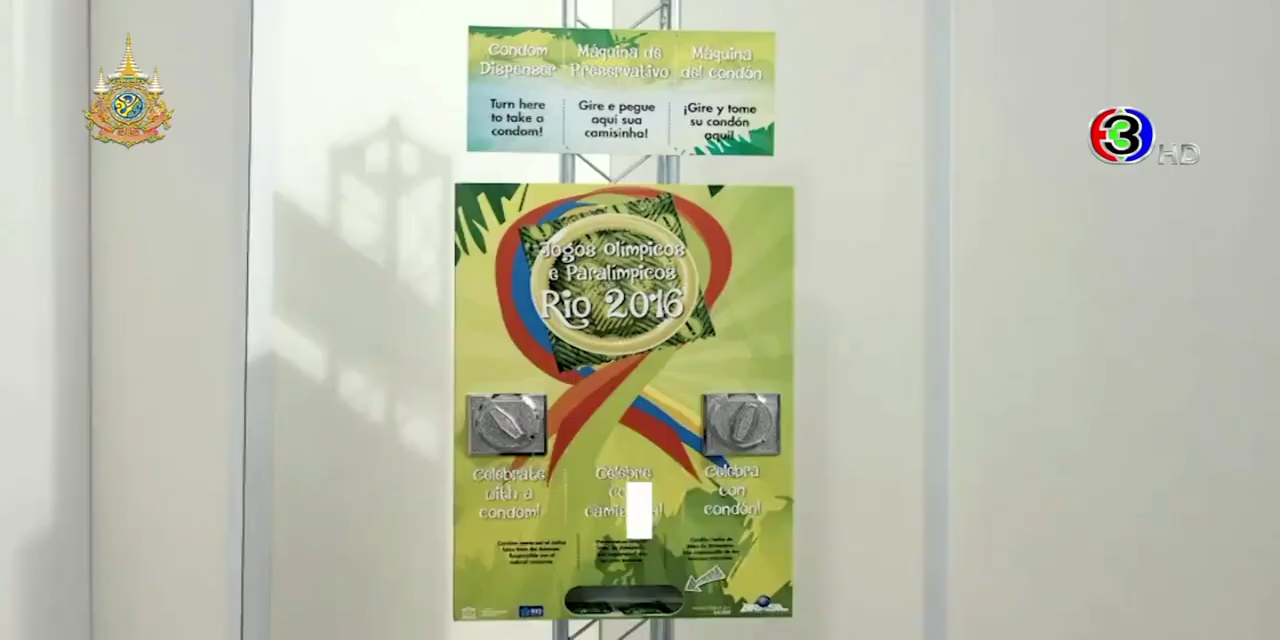 Condom
Dispenser
Turn here
to take a
condom!
Máquina de
Preservativo
Gire e pegue
aqui sua
camisinha!
Máquina
del condón
¡Gire y tome
su condón
aquí!
3 HD
Jogos Olímpicos
e Paralímpicos
Rio 2016
Celebrate
with a
condom!
Celebre
Celebra
con
condón!